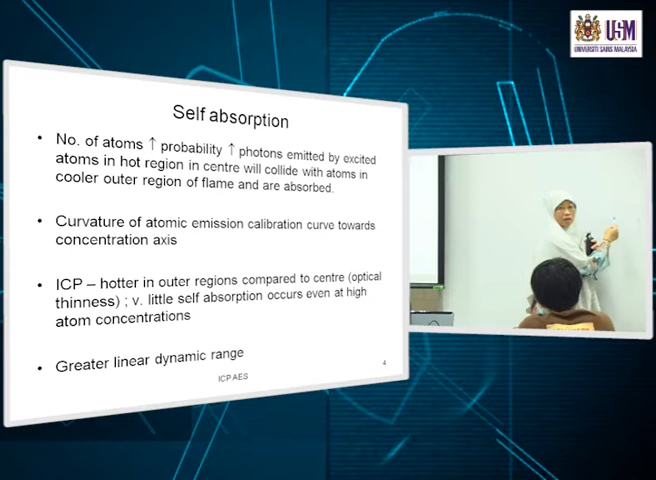 Self absorption
• No. of atoms ↑ probability ↑ photons emitted by excited
atoms in hot region in centre will collide with atoms in
cooler outer region of flame and are absorbed.
• Curvature of atomic emission calibration curve towards
concentration axis
• ICP – hotter in outer regions compared to centre (optical
thinness) ; v. little self absorption occurs even at high
atom concentrations
• Greater linear dynamic range
ICPAES
4
USM
UNIVERSITI SAINS MALAYSIA